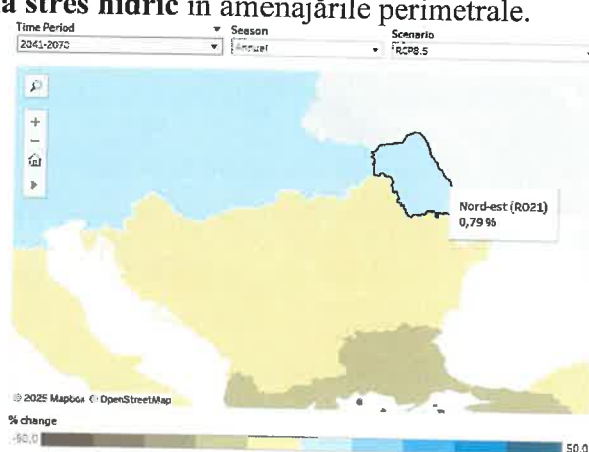 a stres hidric în amenajările perimetrale.
Time Period
Season
Scenario
2041-2070
Annual
RCP8.5
+
−
Nord-est (RO21)
0,79 %
© 2025 Mapbox © OpenStreetMap
% change
-50,0
50,0